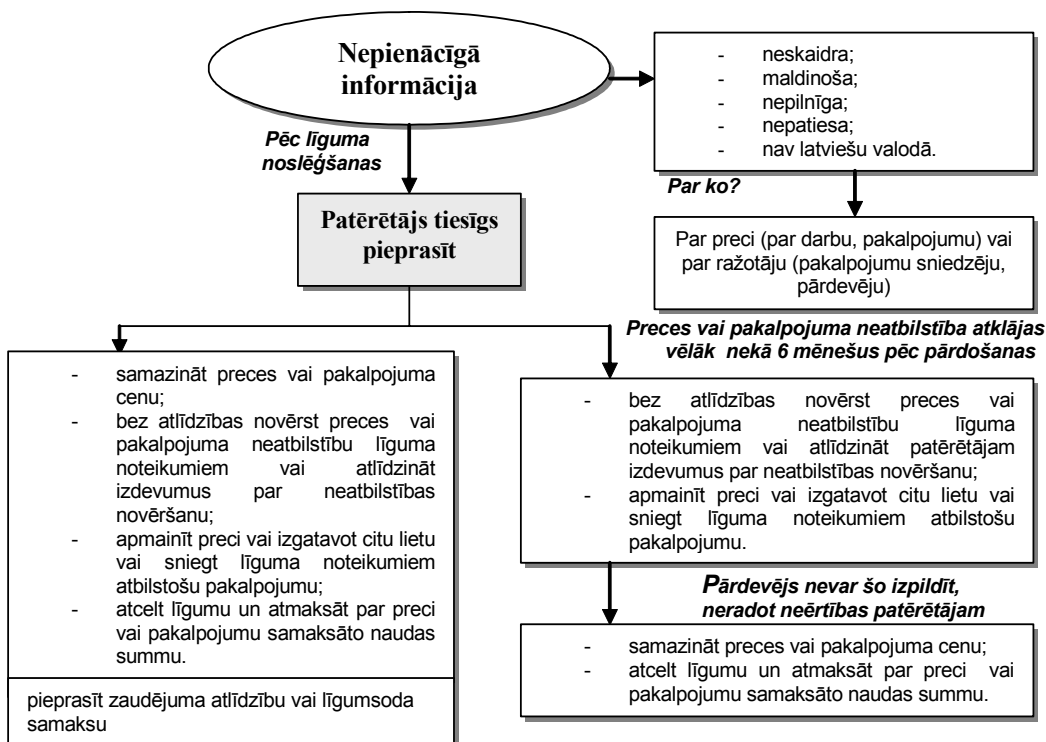 Nepienācīgā
informācija
- neskaidra;
- maldinoša;
- nepilnīga;
- nepatiesa;
- nav latviešu valodā.
Pēc līguma
noslēģšanas
Par ko?
Patērētājs tiesīgs
pieprasīt
Par preci (par darbu, pakalpojumu) vai
par ražotāju (pakalpojumu sniedzēju,
pārdevēju)
Preces vai pakalpojuma neatbilstība atklājas
vēlāk nekā 6 mēnešus pēc pārdošanas
- samazināt preces vai pakalpojuma
cenu;
- bez atlīdzības novērst preces vai
pakalpojuma neatbilstību līguma
noteikumiem vai atlīdzināt
izdevumus par neatbilstības
novēršanu;
- apmainīt preci vai izgatavot citu lietu
vai sniegt līguma noteikumiem
atbilstošu pakalpojumu;
- atcelt līgumu un atmaksāt par preci
vai pakalpojumu samaksāto naudas
summu.
pieprasīt zaudējuma atlīdzību vai līgumsoda
samaksu
- bez atlīdzības novērst preces vai
pakalpojuma neatbilstību līguma
noteikumiem vai atlīdzināt patērētājam
izdevumus par neatbilstības novēršanu;
- apmainīt preci vai izgatavot citu lietu vai
sniegt līguma noteikumiem atbilstošu
pakalpojumu.
Pārdevējs nevar šo izpildīt,
neradot neērtības patērētājam
- samazināt preces vai pakalpojuma cenu;
- atcelt līgumu un atmaksāt par preci vai
pakalpojumu samaksāto naudas summu.